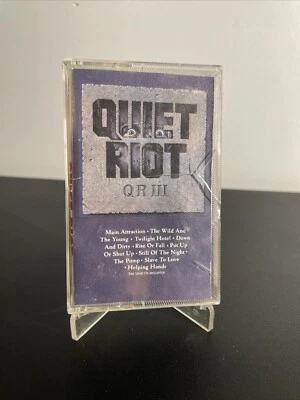 QUIET
RIOT
QR III
Main Attraction • The Wild And
The Young • Twilight Hotel • Down
And Dirty • Rise Or Fall • Put Up
Or Shut Up • Still Of The Night •
The Pump • Slave To Love
• Helping Hands